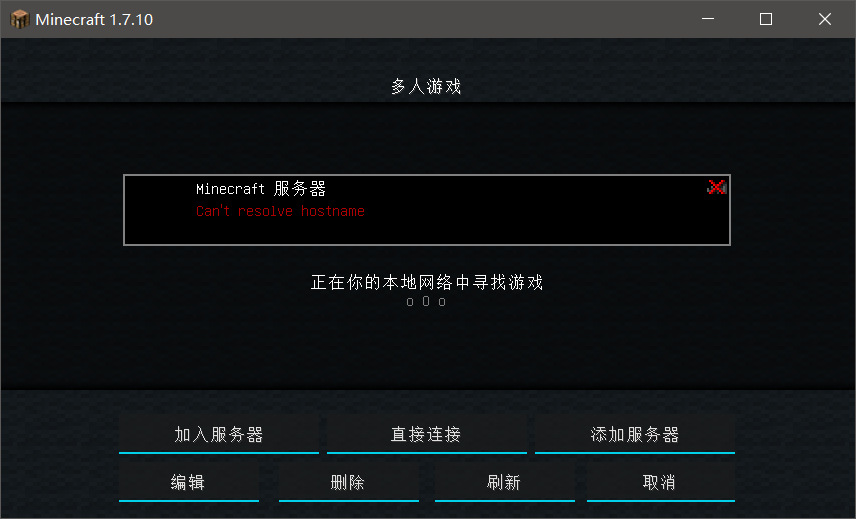 Minecraft 1.7.10
多人游戏
Minecraft 服务器
Can't resolve hostname
正在你的本地网络中寻找游戏
o O o
加入服务器 直接连接 添加服务器
编辑 删除 刷新 取消